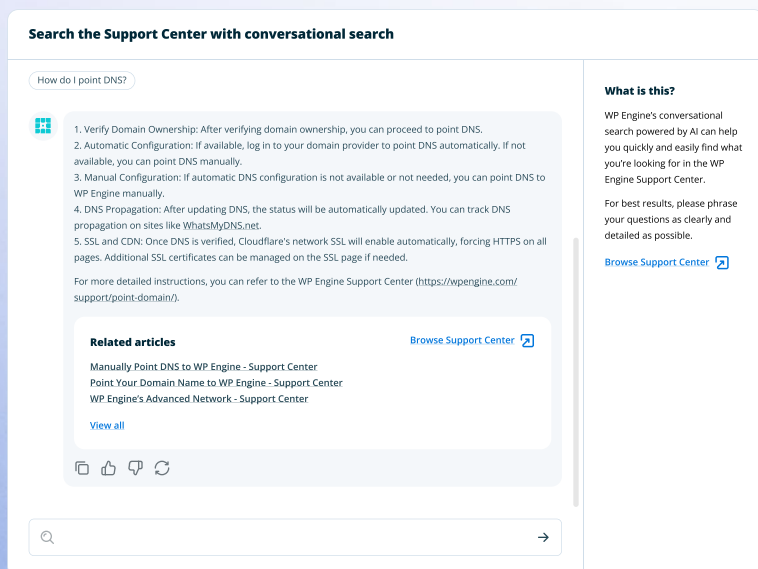 Search the Support Center with conversational search
How do I point DNS?
1. Verify Domain Ownership: After verifying domain ownership, you can proceed to point DNS.
2. Automatic Configuration: If available, log in to your domain provider to point DNS automatically. If not
available, you can point DNS manually.
3. Manual Configuration: If automatic DNS configuration is not available or not needed, you can point DNS to
WP Engine manually.
4. DNS Propagation: After updating DNS, the status will be automatically updated. You can track DNS
propagation on sites like WhatsMyDNS.net.
5. SSL and CDN: Once DNS is verified, Cloudflare's network SSL will enable automatically, forcing HTTPS on all
pages. Additional SSL certificates can be managed on the SSL page if needed.
For more detailed instructions, you can refer to the WP Engine Support Center (https://wpengine.com/
support/point-domain/).
Related articles
Browse Support Center
Manually Point DNS to WP Engine - Support Center
Point Your Domain Name to WP Engine - Support Center
WP Engine's Advanced Network - Support Center
View all
What is this?
WP Engine's conversational
search powered by AI can help
you quickly and easily find what
you're looking for in the WP
Engine Support Center.
For best results, please phrase
your questions as clearly and
detailed as possible.
Browse Support Center